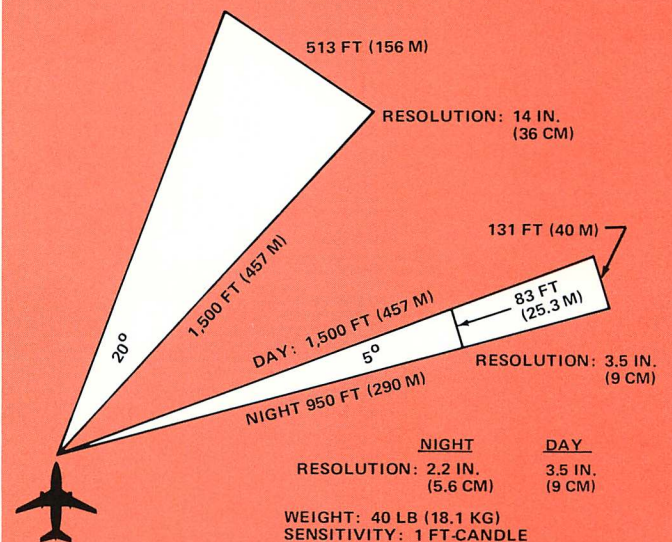 513 FT (156 M)
RESOLUTION: 14 IN.
(36 CM)
20°
1,500 FT (457 M)
131 FT (40 M)
DAY: 1,500 FT (457 M)
83 FT
(25.3 M)
5°
NIGHT 950 FT (290 M)
RESOLUTION: 3.5 IN.
(9 CM)
NIGHT DAY
RESOLUTION: 2.2 IN. 3.5 IN.
(5.6 CM) (9 CM)
WEIGHT: 40 LB (18.1 KG)
SENSITIVITY: 1 FT-CANDLE